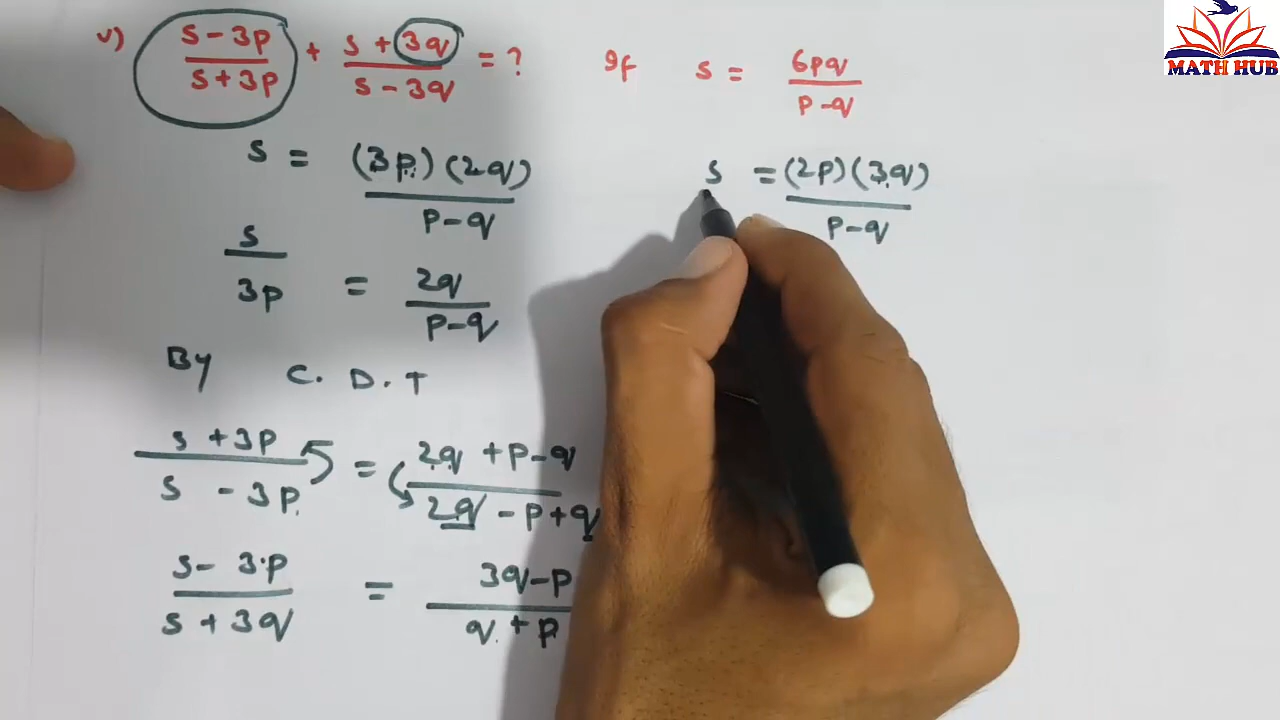 v) s-3p/s+3p + s+3q/s-3q = ? If s = 6pq/p-q
s = (3p)(2q)/p-q
s/3p = 2q/p-q
By C.D.T
s+3p/s-3p = 2q+p-q/2q-p+q
s-3p/s+3q = 3q-p/q+p
s = (2p)(3q)/p-q
MATH HUB